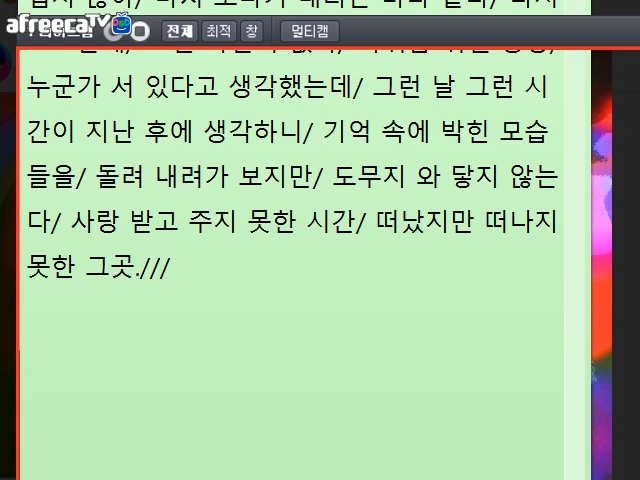 afreecaTV
전체 최적 창 멀티캠
누군가 서 있다고 생각했는데/ 그런 날 그런 시
간이 지난 후에 생각하니/ 기억 속에 박힌 모습
들을/ 돌려 내려가 보지만/ 도무지 와 닿지 않는
다/ 사랑 받고 주지 못한 시간/ 떠났지만 떠나지
못한 그곳.///